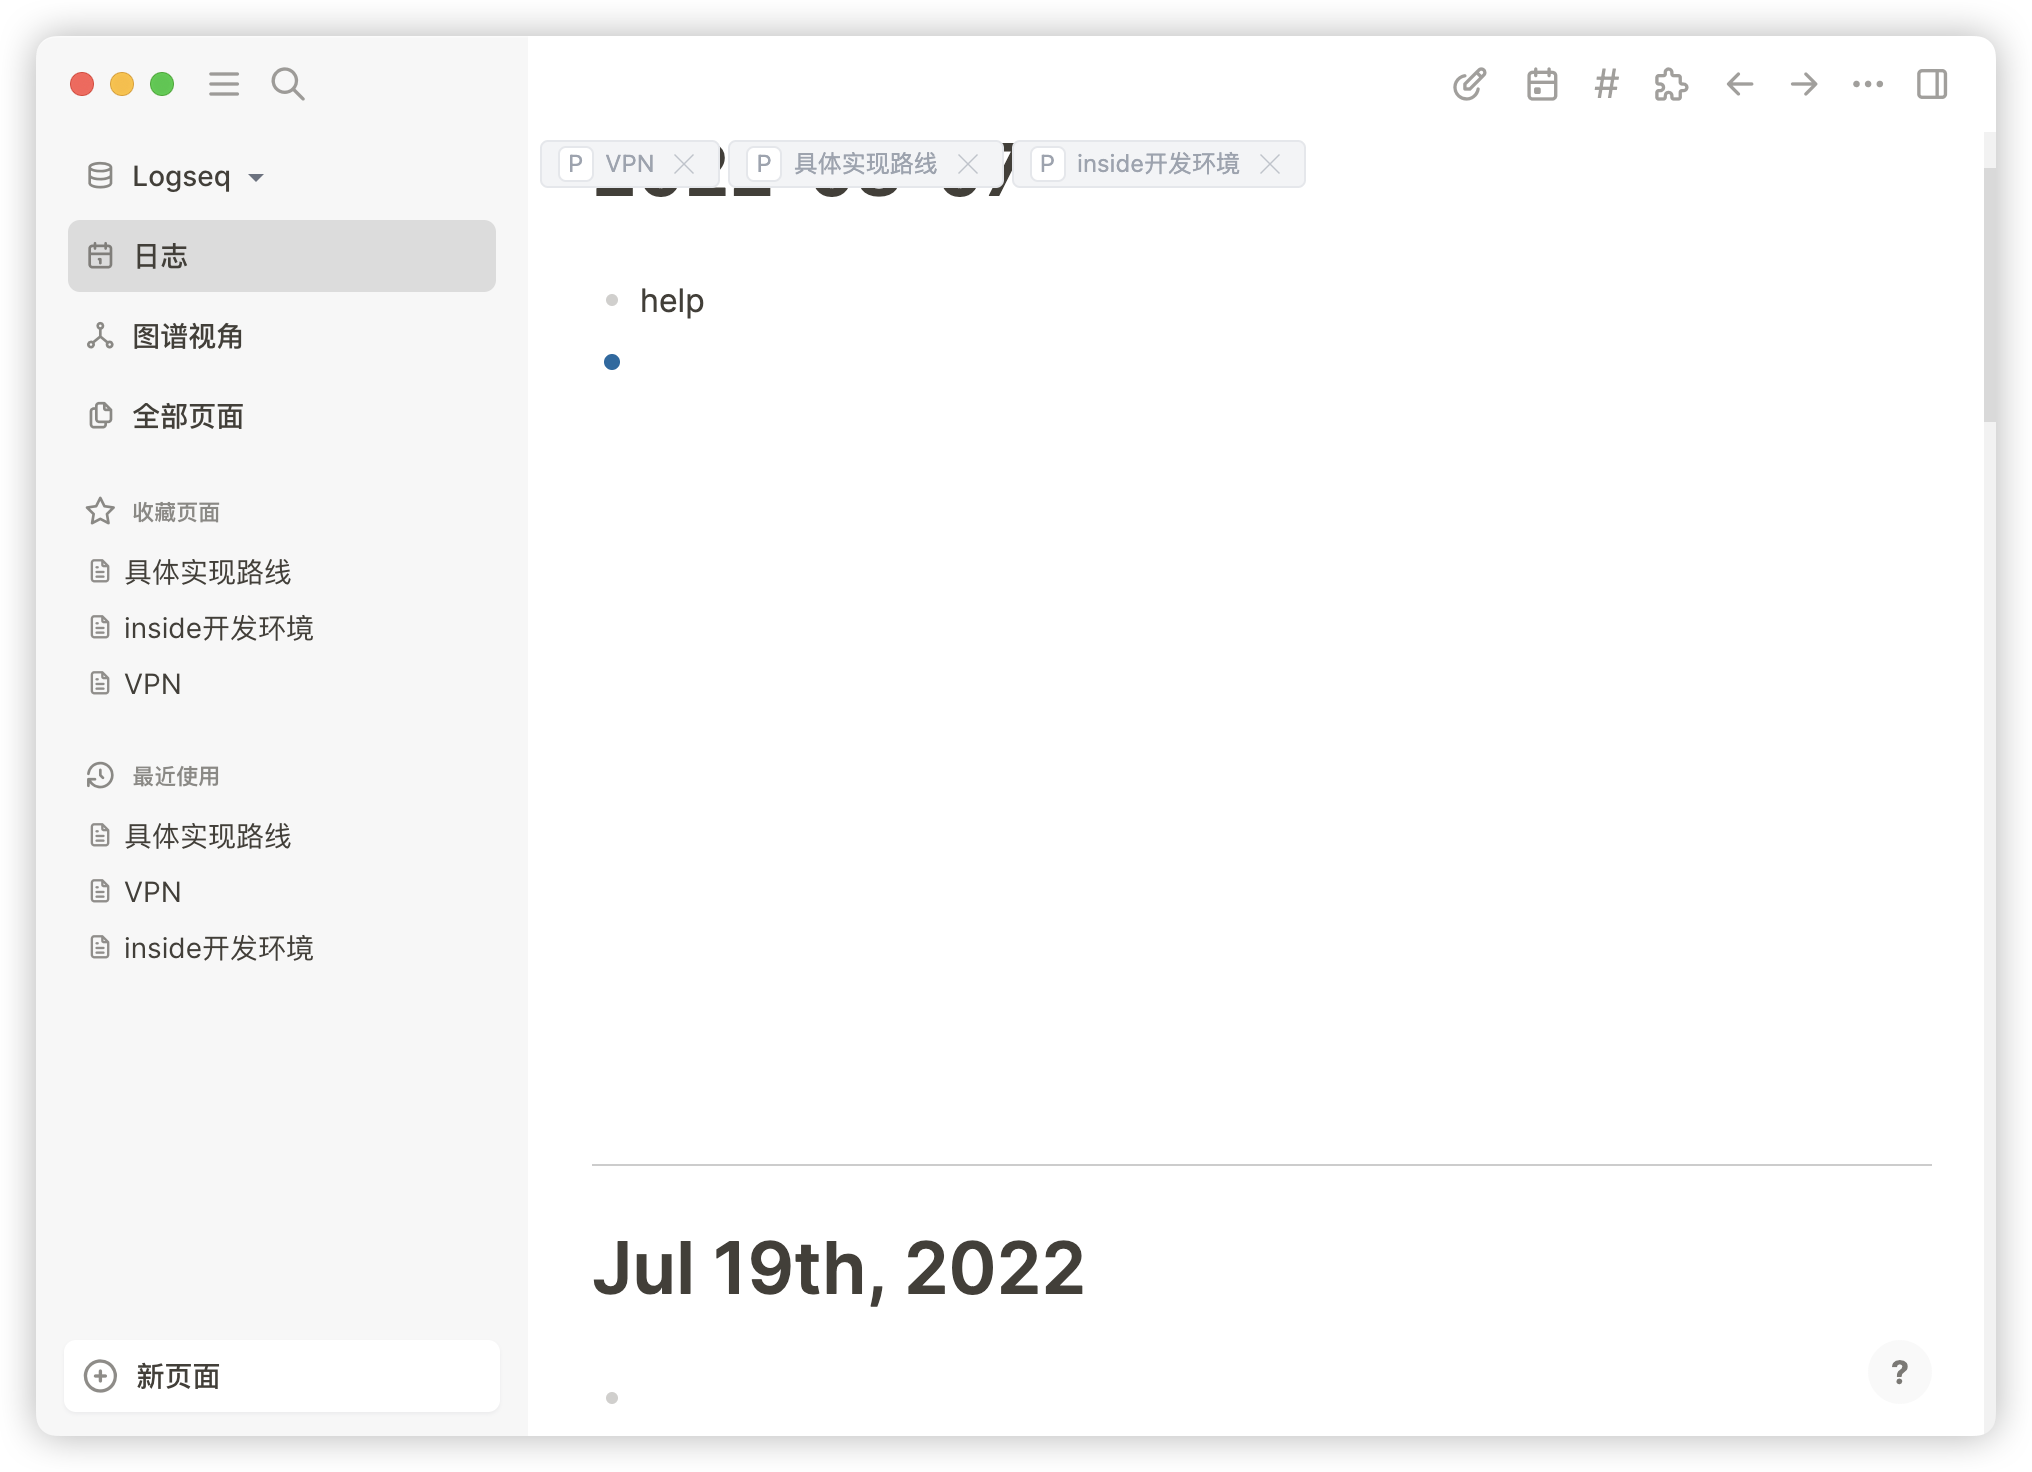 Logseq
日志
图谱视角
全部页面
收藏页面
具体实现路线
inside开发环境
VPN
最近使用
具体实现路线
VPN
inside开发环境
新页面
P VPN P 具体实现路线 P inside开发环境
help
Jul 19th, 2022
?